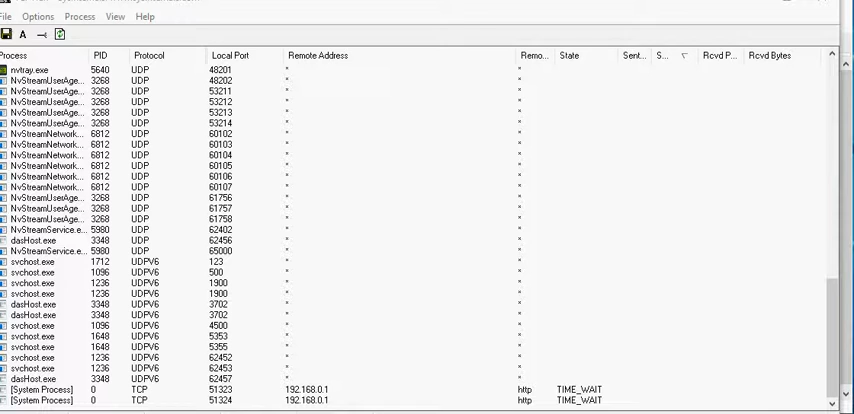 File Options Process View Help
A
Process PID Protocol Local Port Remote Address Remo... State Sent... S... Rcvd P... Rcvd Bytes
nvtray.exe 5640 UDP 48201 * *
NvStreamUserAge... 3268 UDP 48202 * *
NvStreamUserAge... 3268 UDP 53211 * *
NvStreamUserAge... 3268 UDP 53212 * *
NvStreamUserAge... 3268 UDP 53213 * *
NvStreamUserAge... 3268 UDP 53214 * *
NvStreamNetwork... 6812 UDP 60102 * *
NvStreamNetwork... 6812 UDP 60103 * *
NvStreamNetwork... 6812 UDP 60104 * *
NvStreamNetwork... 6812 UDP 60105 * *
NvStreamNetwork... 6812 UDP 60106 * *
NvStreamNetwork... 6812 UDP 60107 * *
NvStreamUserAge... 3268 UDP 61756 * *
NvStreamUserAge... 3268 UDP 61757 * *
NvStreamUserAge... 3268 UDP 61758 * *
NvStreamService.e... 5980 UDP 62402 * *
dasHost.exe 3348 UDP 62456 * *
NvStreamService.e... 5980 UDP 65000 * *
svchost.exe 1712 UDPV6 123 * *
svchost.exe 1096 UDPV6 500 * *
svchost.exe 1236 UDPV6 1900 * *
svchost.exe 1236 UDPV6 1900 * *
dasHost.exe 3348 UDPV6 3702 * *
dasHost.exe 3348 UDPV6 3702 * *
svchost.exe 1096 UDPV6 4500 * *
svchost.exe 1648 UDPV6 5353 * *
svchost.exe 1648 UDPV6 5355 * *
svchost.exe 1236 UDPV6 62452 * *
svchost.exe 1236 UDPV6 62453 * *
dasHost.exe 3348 UDPV6 62457 * *
[System Process] 0 TCP 51323 192.168.0.1 http TIME_WAIT
[System Process] 0 TCP 51324 192.168.0.1 http TIME_WAIT